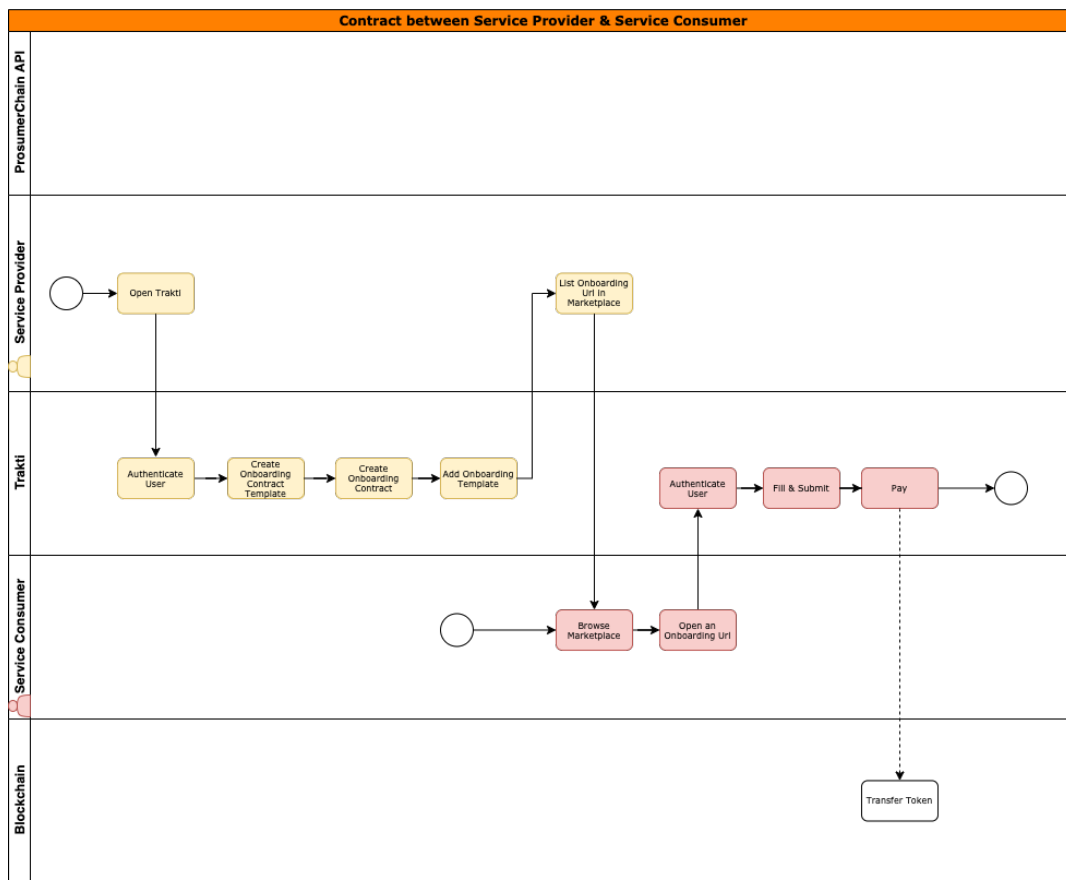 Contract between Service Provider & Service Consumer
ProsumerChain API
Service Provider
Open Trakti
List Onboarding
Url in
Marketplace
Trakti
Authenticate
User
Create
Onboarding
Contract
Template
Create
Onboarding
Contract
Add Onboarding
Template
Authenticate
User
Fill & Submit
Pay
Service Consumer
Browse
Marketplace
Open an
Onboarding Url
Blockchain
Transfer Token